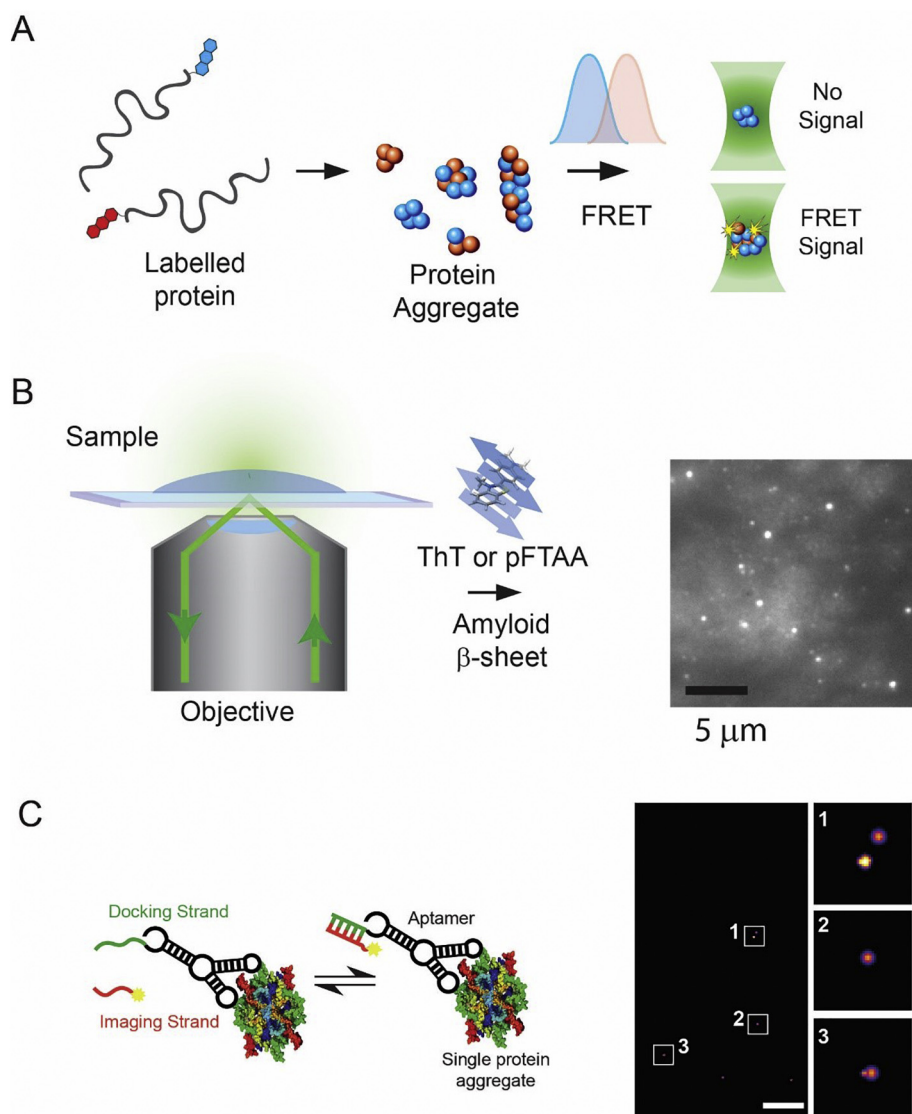 A
Labelled
protein
Protein
Aggregate
FRET
No
Signal
FRET
Signal
B
Sample
Objective
ThT or pFTAA
Amyloid
β-sheet
5 μm
C
Docking Strand
Imaging Strand
Aptamer
Single protein
aggregate
1
2
3
1
2
3